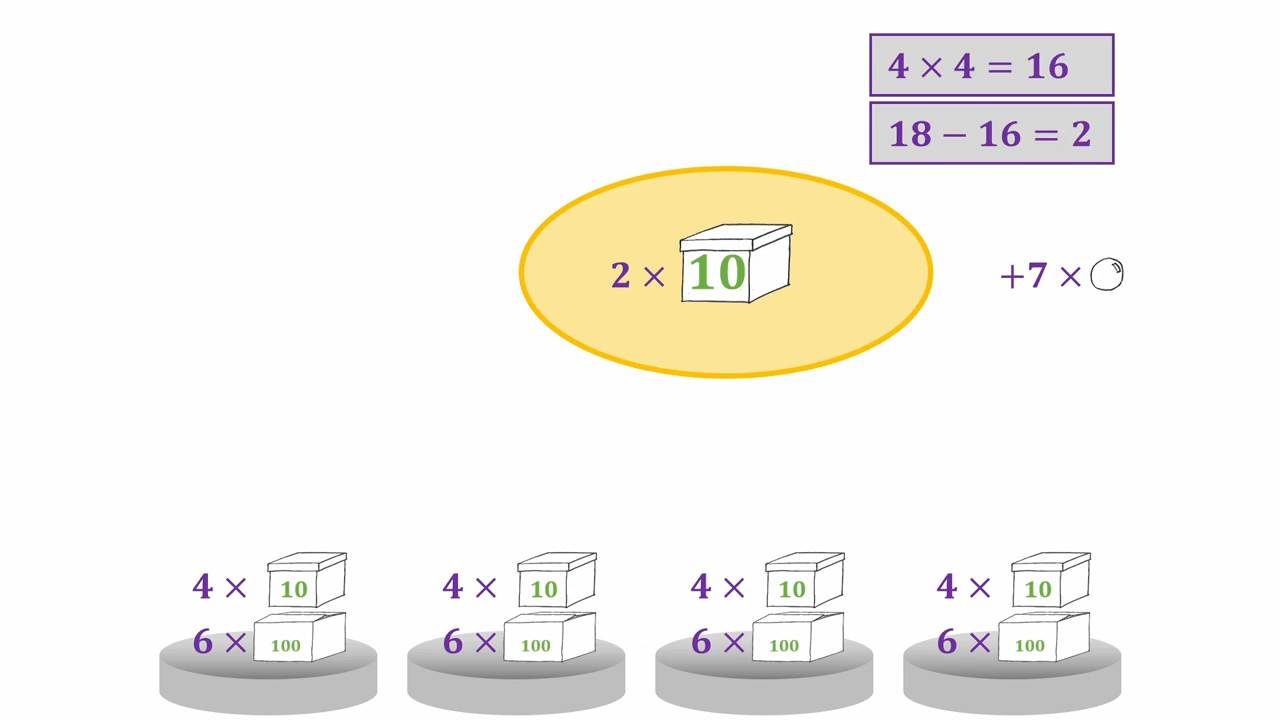 4 × 4 = 16
18 − 16 = 2
2 × 10 +7 ×
4 × 10 4 × 10 4 × 10 4 × 10
6 × 100 6 × 100 6 × 100 6 × 100